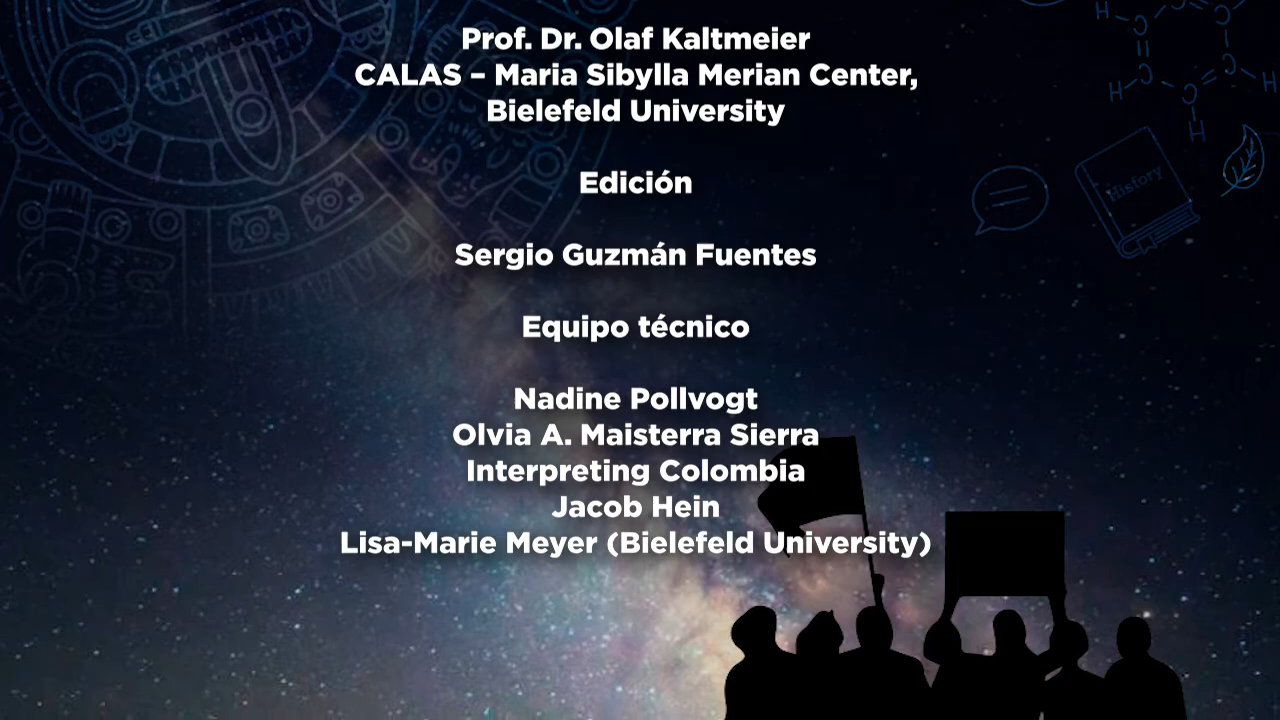 Prof. Dr. Olaf Kaltmeier
CALAS – Maria Sibylla Merian Center,
Bielefeld University
Edición
Sergio Guzmán Fuentes
Equipo técnico
Nadine Pollvogt
Olvia A. Maisterra Sierra
Interpreting Colombia
Jacob Hein
Lisa-Marie Meyer (Bielefeld University)
H
C
C
H
C
C
H
C
H
History